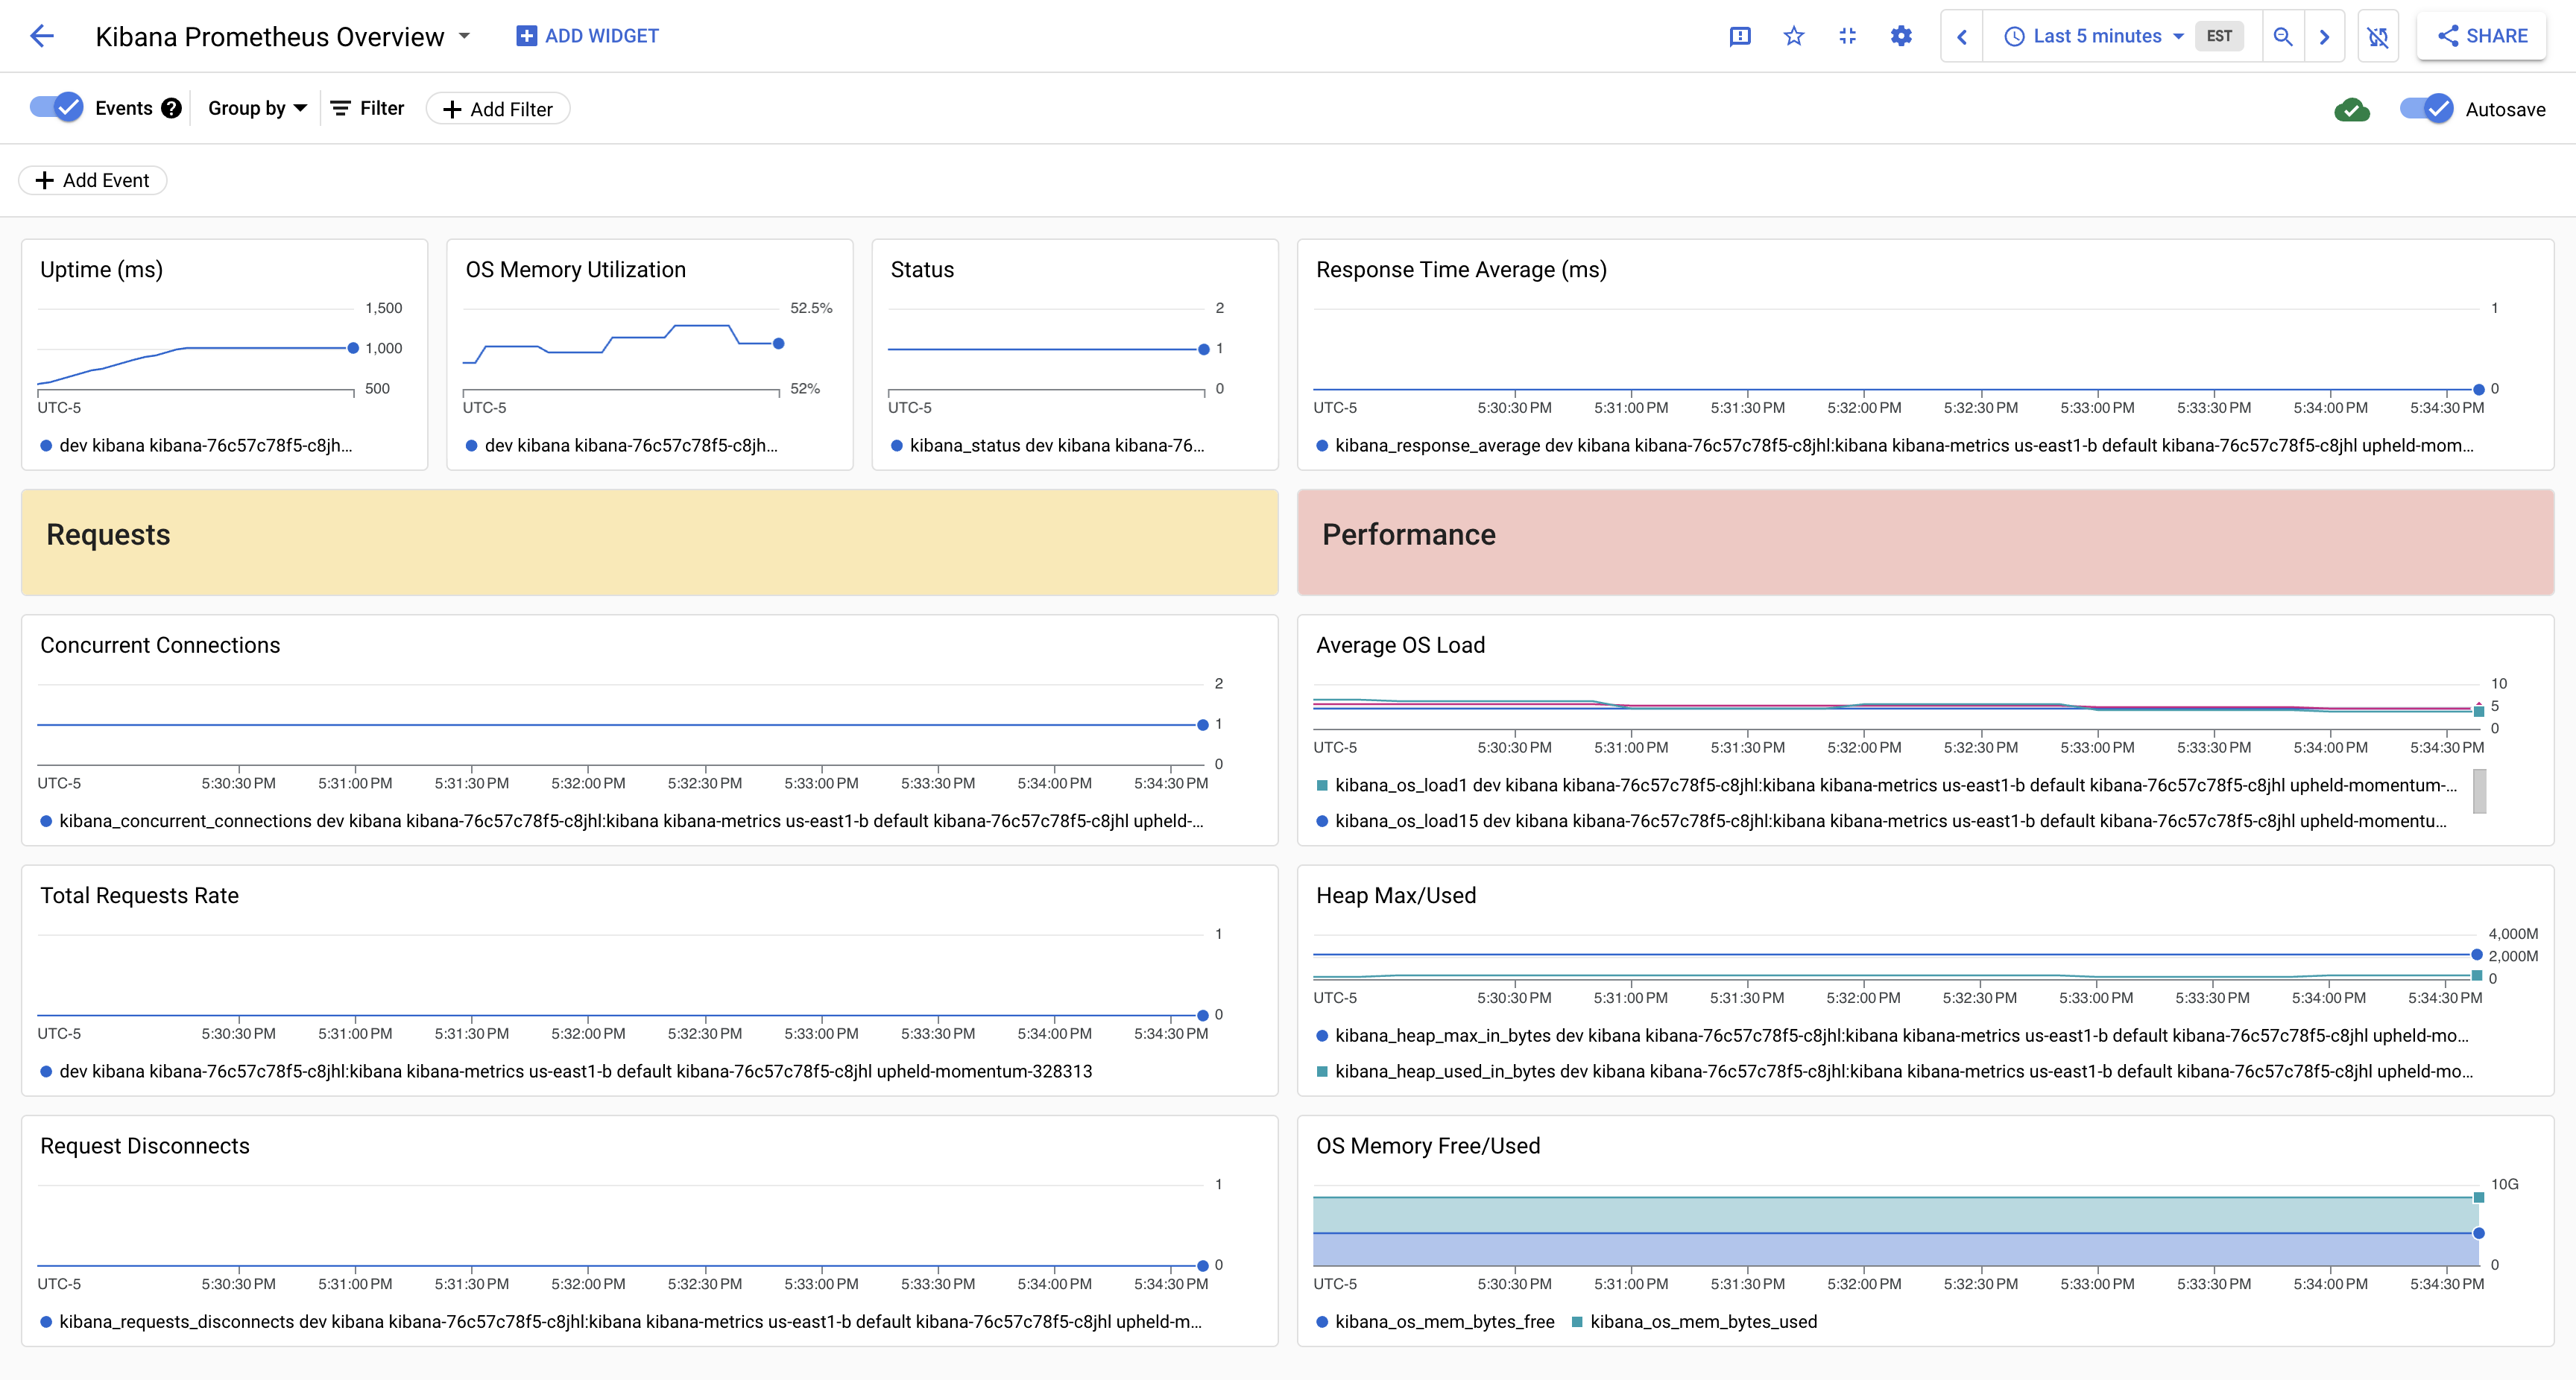 Kibana Prometheus Overview
ADD WIDGET
Last 5 minutes
EST
SHARE
Events
Group by
Filter
Add Filter
Autosave
Add Event
Uptime (ms)
1,500
1,000
500
UTC-5
dev kibana kibana-76c57c78f5-c8jh...
OS Memory Utilization
52.5%
52%
UTC-5
dev kibana kibana-76c57c78f5-c8jh...
Status
2
1
0
UTC-5
kibana_status dev kibana kibana-76...
Response Time Average (ms)
1
0
UTC-5 5:30:30 PM 5:31:00 PM 5:31:30 PM 5:32:00 PM 5:32:30 PM 5:33:00 PM 5:33:30 PM 5:34:00 PM 5:34:30 PM
kibana_response_average dev kibana kibana-76c57c78f5-c8jhl:kibana kibana-metrics us-east1-b default kibana-76c57c78f5-c8jhl upheld-mom...
Requests
Performance
Concurrent Connections
2
1
0
UTC-5 5:30:30 PM 5:31:00 PM 5:31:30 PM 5:32:00 PM 5:32:30 PM 5:33:00 PM 5:33:30 PM 5:34:00 PM 5:34:30 PM
kibana_concurrent_connections dev kibana kibana-76c57c78f5-c8jhl:kibana kibana-metrics us-east1-b default kibana-76c57c78f5-c8jhl upheld-...
Average OS Load
10
5
0
UTC-5 5:30:30 PM 5:31:00 PM 5:31:30 PM 5:32:00 PM 5:32:30 PM 5:33:00 PM 5:33:30 PM 5:34:00 PM 5:34:30 PM
kibana_os_load1 dev kibana kibana-76c57c78f5-c8jhl:kibana kibana-metrics us-east1-b default kibana-76c57c78f5-c8jhl upheld-momentum-...
kibana_os_load15 dev kibana kibana-76c57c78f5-c8jhl:kibana kibana-metrics us-east1-b default kibana-76c57c78f5-c8jhl upheld-momentu...
Total Requests Rate
1
0
UTC-5 5:30:30 PM 5:31:00 PM 5:31:30 PM 5:32:00 PM 5:32:30 PM 5:33:00 PM 5:33:30 PM 5:34:00 PM 5:34:30 PM
dev kibana kibana-76c57c78f5-c8jhl:kibana kibana-metrics us-east1-b default kibana-76c57c78f5-c8jhl upheld-momentum-328313
Heap Max/Used
4,000M
2,000M
0
UTC-5 5:30:30 PM 5:31:00 PM 5:31:30 PM 5:32:00 PM 5:32:30 PM 5:33:00 PM 5:33:30 PM 5:34:00 PM 5:34:30 PM
kibana_heap_max_in_bytes dev kibana kibana-76c57c78f5-c8jhl:kibana kibana-metrics us-east1-b default kibana-76c57c78f5-c8jhl upheld-mo...
kibana_heap_used_in_bytes dev kibana kibana-76c57c78f5-c8jhl:kibana kibana-metrics us-east1-b default kibana-76c57c78f5-c8jhl upheld-mo...
Request Disconnects
1
0
UTC-5 5:30:30 PM 5:31:00 PM 5:31:30 PM 5:32:00 PM 5:32:30 PM 5:33:00 PM 5:33:30 PM 5:34:00 PM 5:34:30 PM
kibana_requests_disconnects dev kibana kibana-76c57c78f5-c8jhl:kibana kibana-metrics us-east1-b default kibana-76c57c78f5-c8jhl upheld-m...
OS Memory Free/Used
10G
0
UTC-5 5:30:30 PM 5:31:00 PM 5:31:30 PM 5:32:00 PM 5:32:30 PM 5:33:00 PM 5:33:30 PM 5:34:00 PM 5:34:30 PM
kibana_os_mem_bytes_free kibana_os_mem_bytes_used